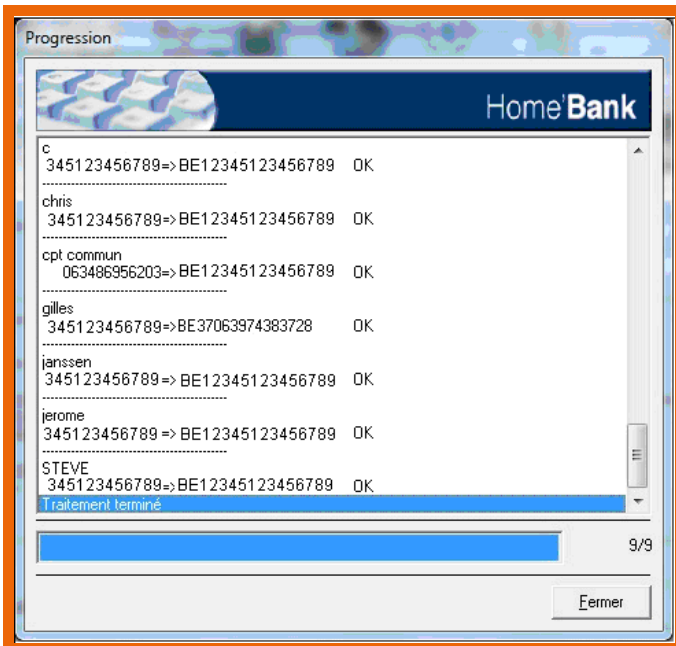 Progression
Home'Bank
c
345123456789=>BE12345123456789 OK
-----------------------------------------------
chris
345123456789=>BE12345123456789 OK
-----------------------------------------------
cpt commun
063486956203=>BE12345123456789 OK
-----------------------------------------------
gilles
345123456789=>BE37063974383728 OK
-----------------------------------------------
janssen
345123456789=>BE12345123456789 OK
-----------------------------------------------
jerome
345123456789=>BE12345123456789 OK
-----------------------------------------------
STEVE
345123456789=>BE12345123456789 OK
Traitement terminé
9/9
Fermer